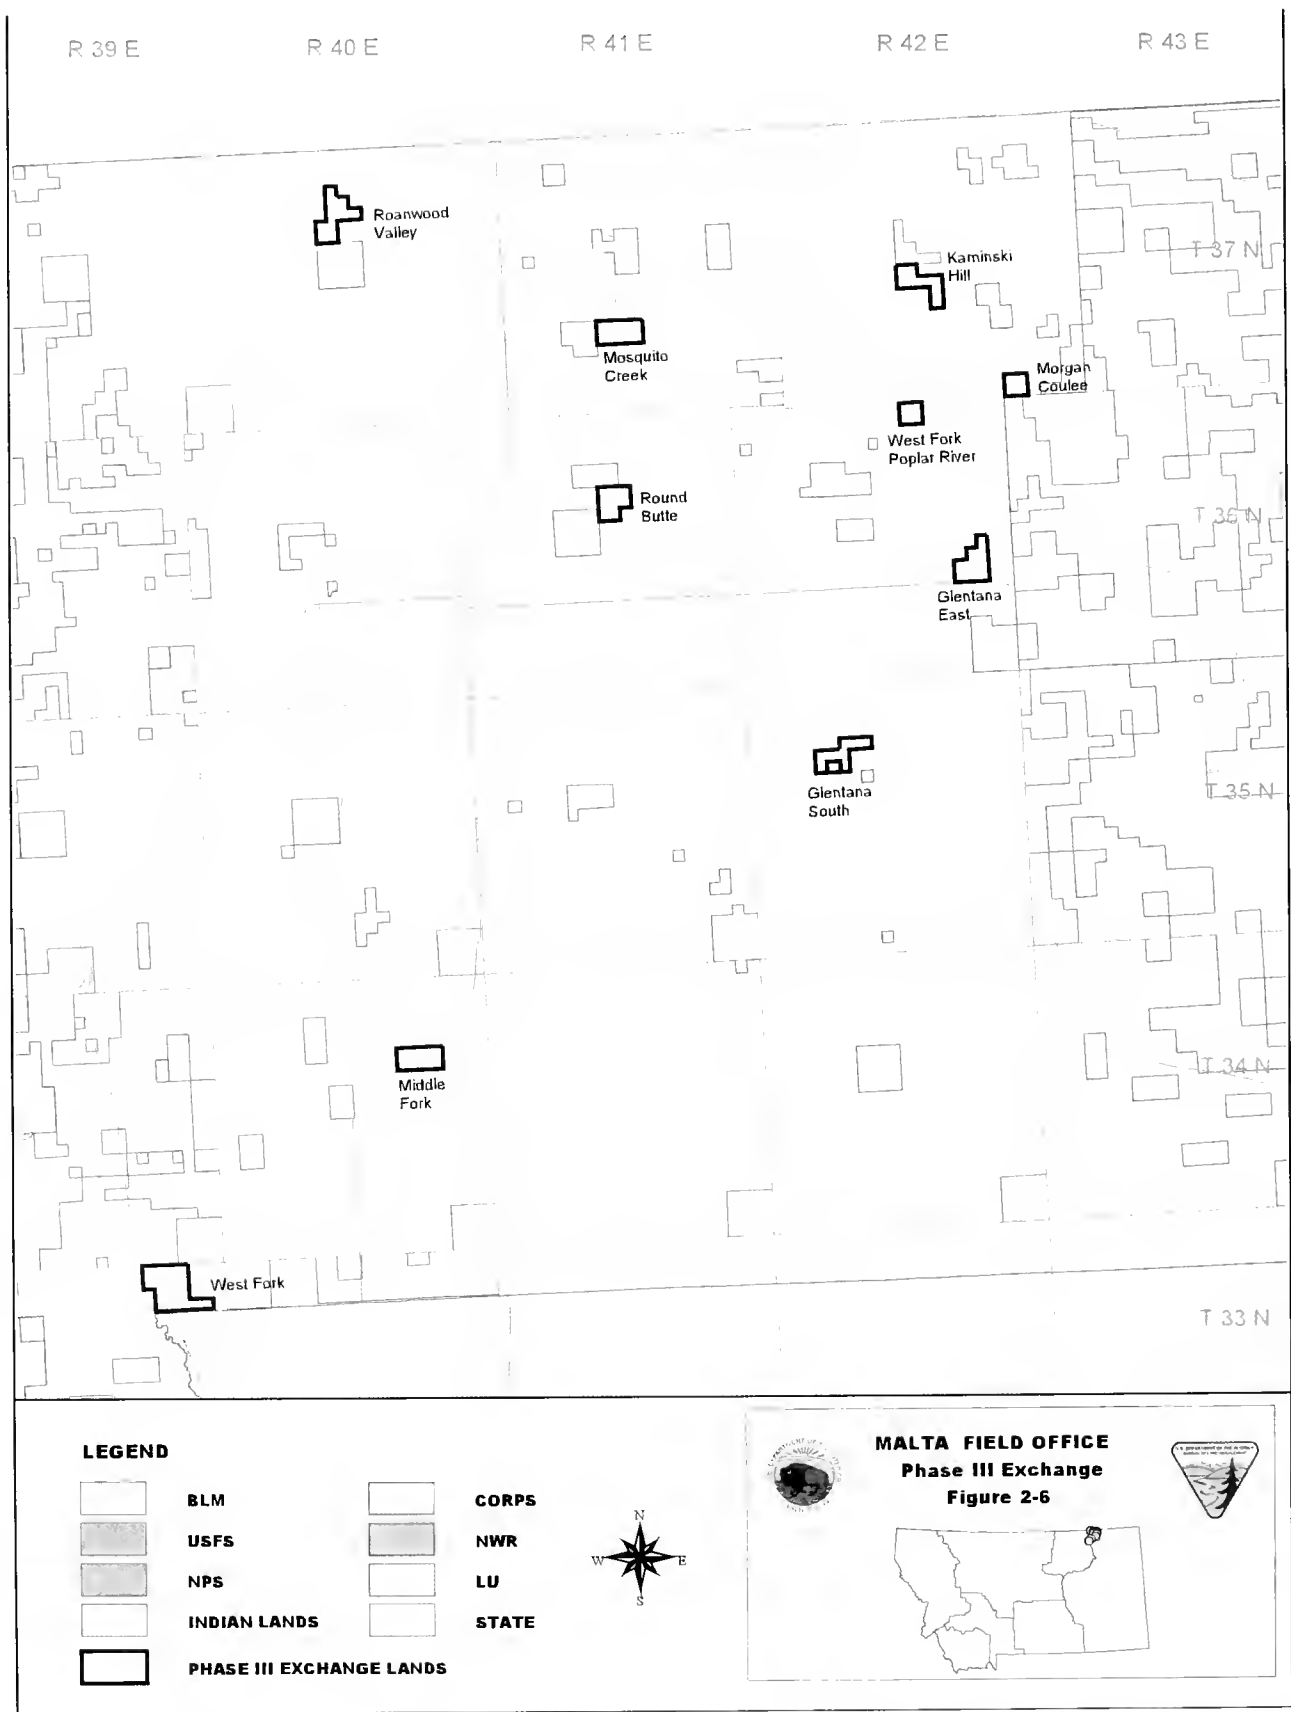 R 39 E
R 40 E
R 41 E
R 42 E
R 43 E
Roanwood
Valley
T 37 N
Kaminski
Hill
Mosquito
Creek
Morgan
Coulee
West Fork
Poplar River
Round
Butte
T 36 N
Glentana
East
Glentana
South
T 35 N
Middle
Fork
T 34 N
West Fork
T 33 N
LEGEND
BLM
USFS
NPS
INDIAN LANDS
PHASE III EXCHANGE LANDS
CORPS
NWR
LU
STATE
N
W
E
S
MALTA FIELD OFFICE
Phase III Exchange
Figure 2-6